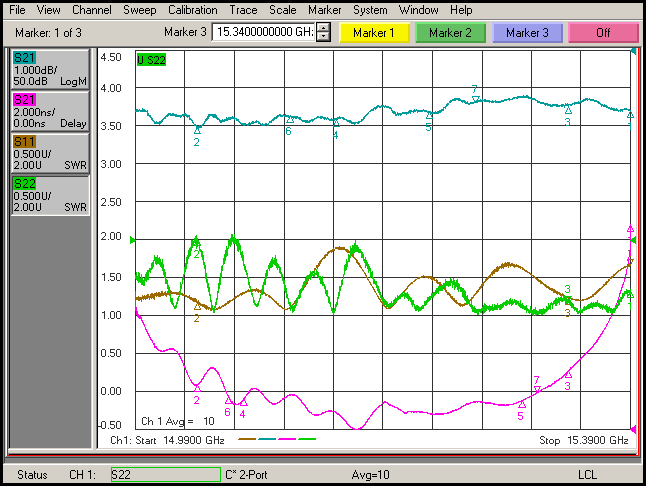 File View Channel Sweep Calibration Trace Scale Marker System Window Help
Marker: 1 of 3 Marker 3 15.3400000000 GH: Marker 1 Marker 2 Marker 3 Off
S21
1.000dB/
50.0dB LogM
S21
2.000ns/
0.00ns Delay
S11
0.500U/
2.00U SWR
S22
0.500U/
2.00U SWR
U S22
4.50
4.00
3.50
3.00
2.50
2.00
1.50
1.00
0.50
0.00
-0.50
2
6
4
5
7
3
1
2
2
3
3
1
1
1
2
6
4
5
7
3
Ch 1 Avg = 10
Ch1: Start 14.9900 GHz Stop 15.3900 GHz
Status CH 1: S22 C* 2-Port Avg=10 LCL